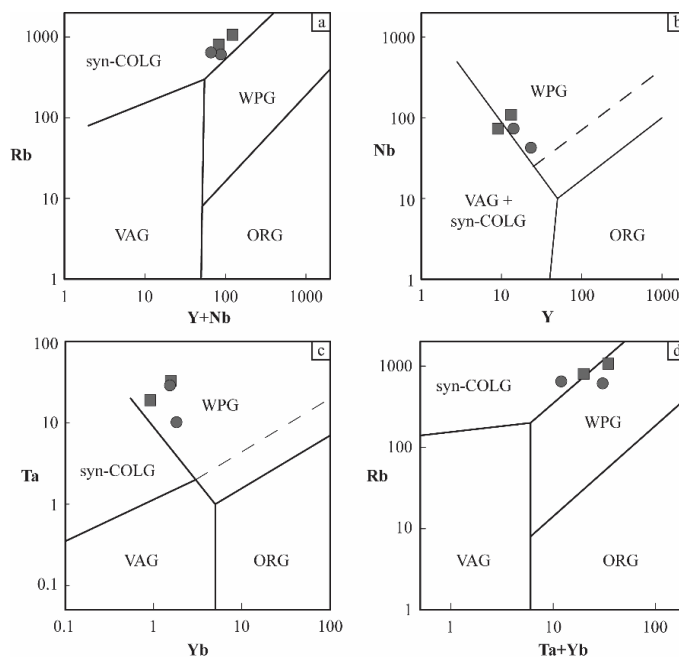 a
1000
100
10
1
Rb
syn-COLG
WPG
VAG
ORG
1 10 100 1000
Y+Nb
b
1000
100
10
1
Nb
WPG
VAG +
syn-COLG
ORG
1 10 100 1000
Y
c
100
10
1
0.1
Ta
WPG
syn-COLG
VAG
ORG
0.1 1 10 100
Yb
d
1000
100
10
1
Rb
syn-COLG
WPG
VAG
ORG
1 10 100
Ta+Yb